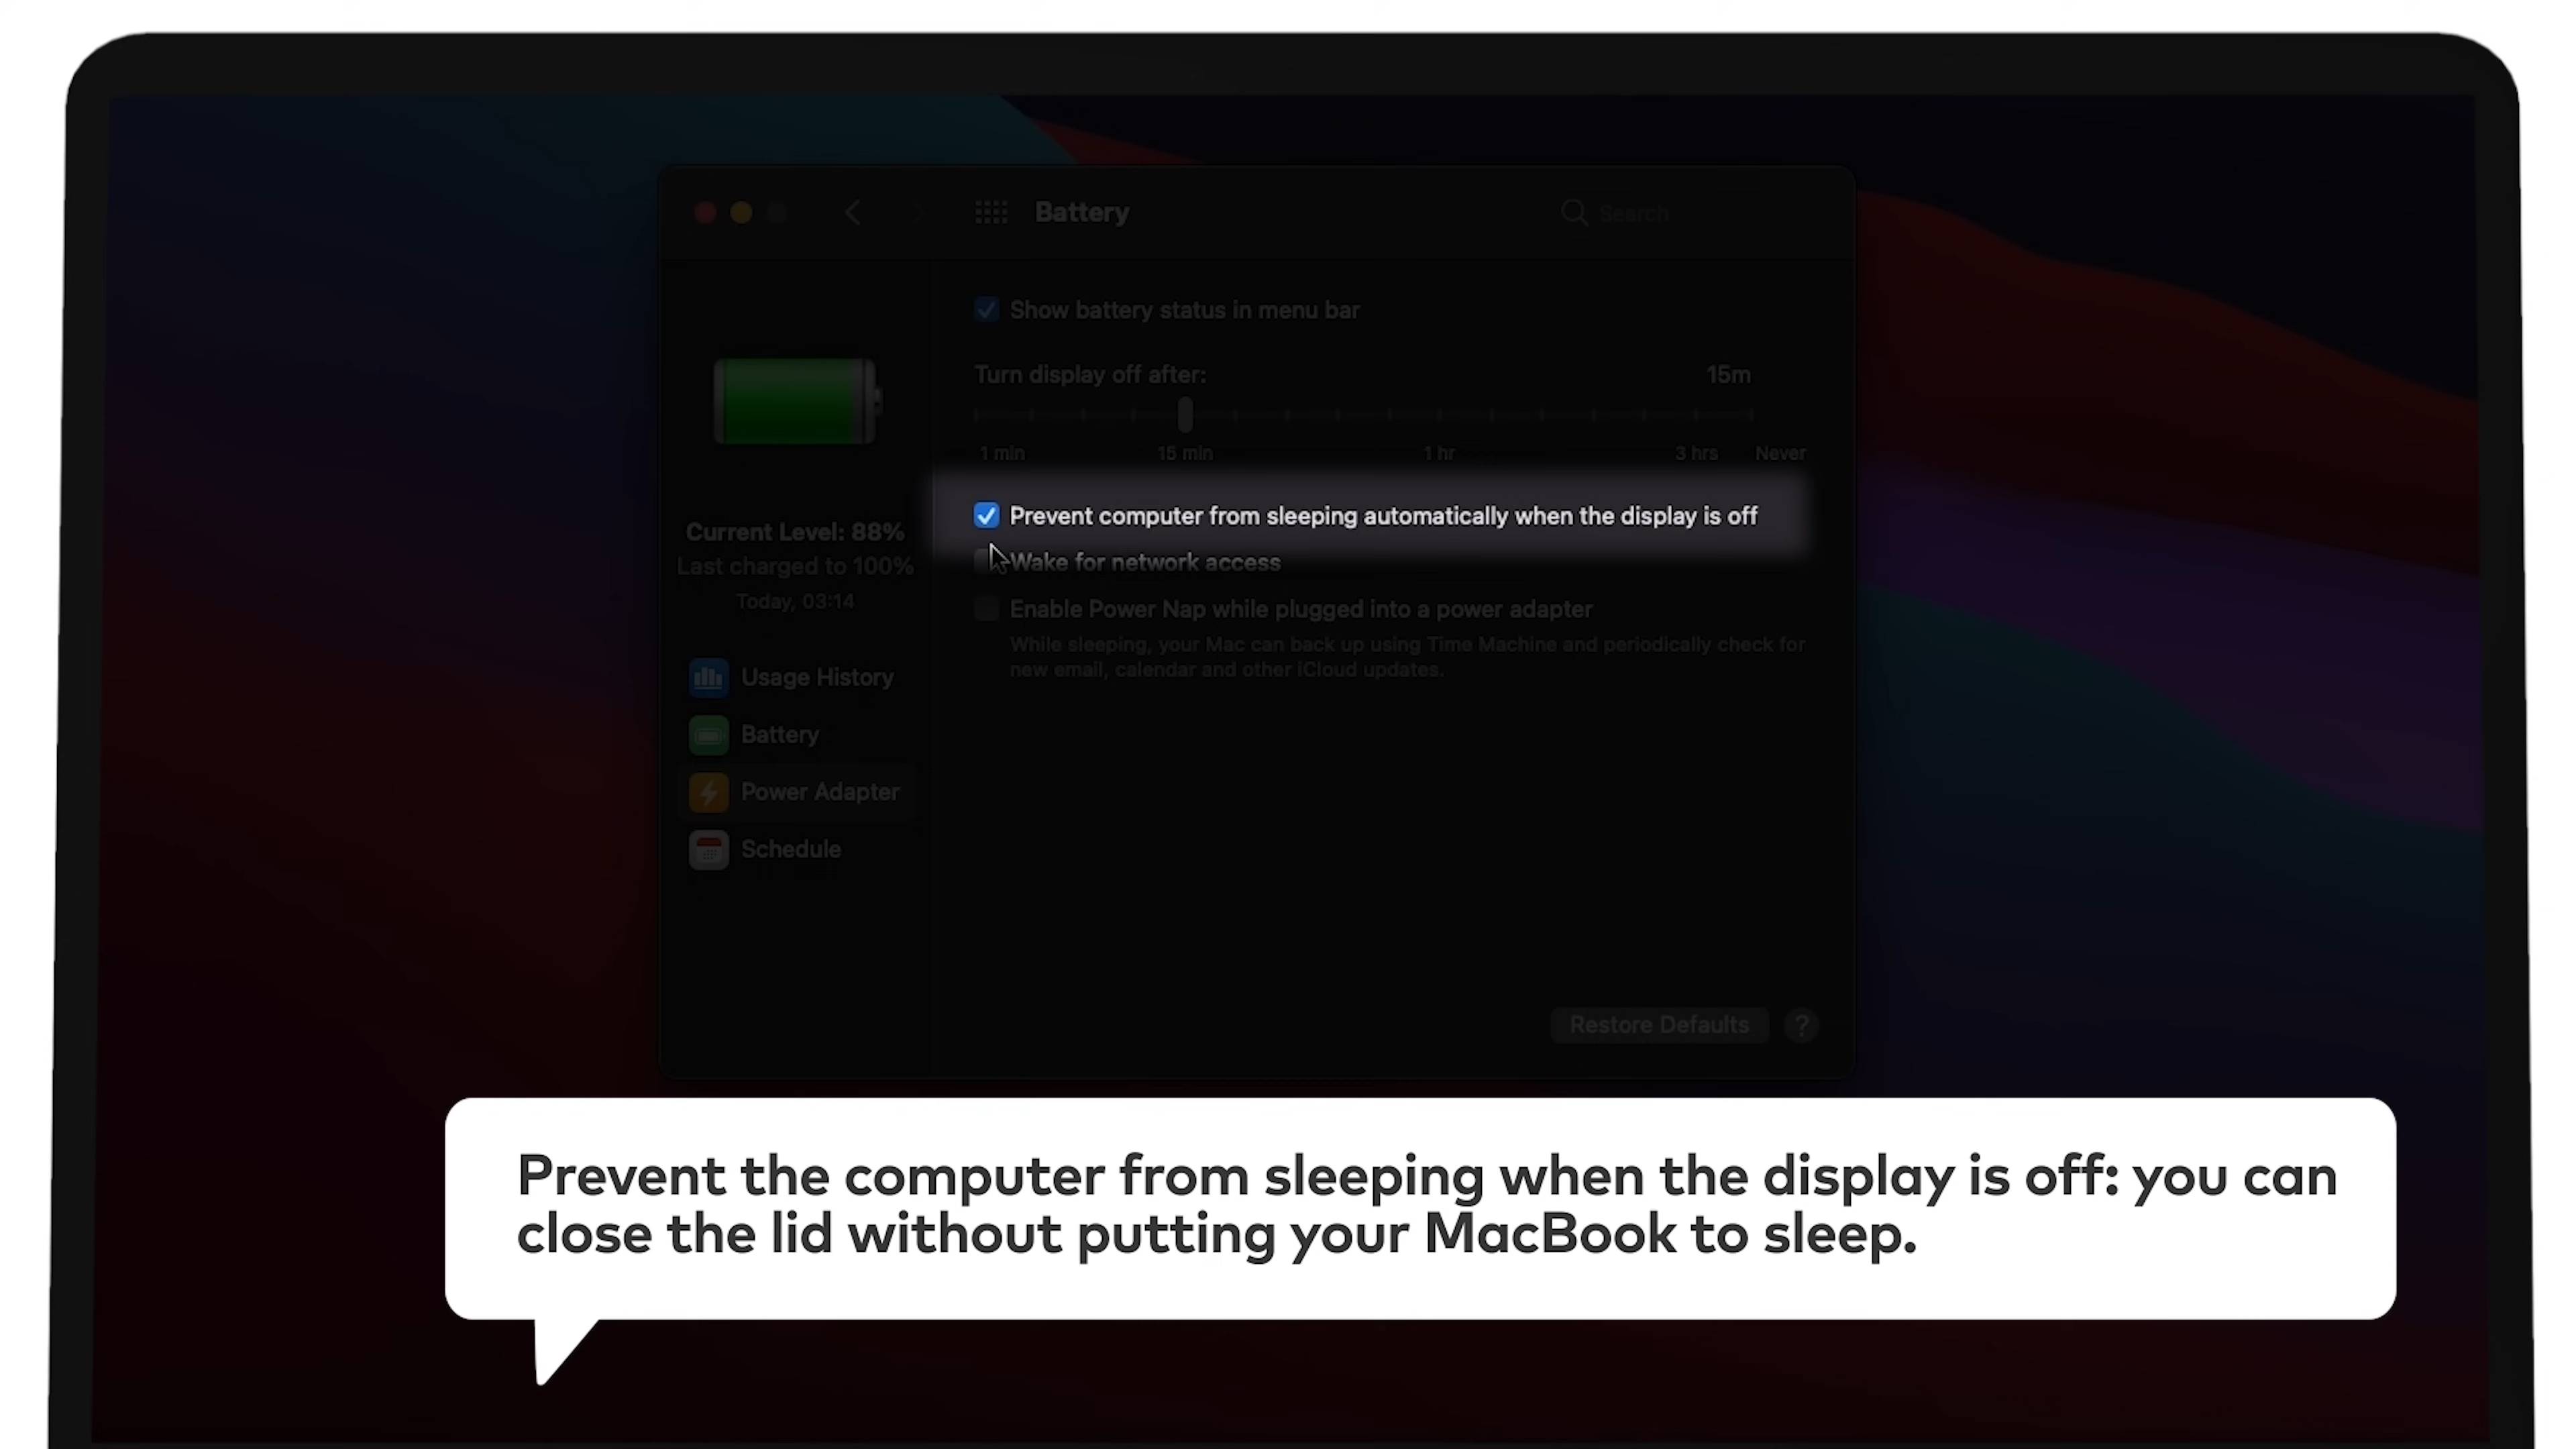 Battery
Search
Show battery status in menu bar
Turn display off after:
15m
1 min
15 min
1 hr
3 hrs
Never
Prevent computer from sleeping automatically when the display is off
Wake for network access
Enable Power Nap while plugged into a power adapter
While sleeping, your Mac can back up using Time Machine and periodically check for
new email, calendar and other iCloud updates.
Current Level: 88%
Last charged to 100%
Today, 03:14
Usage History
Battery
Power Adapter
Schedule
Restore Defaults
?
Prevent the computer from sleeping when the display is off: you can
close the lid without putting your MacBook to sleep.